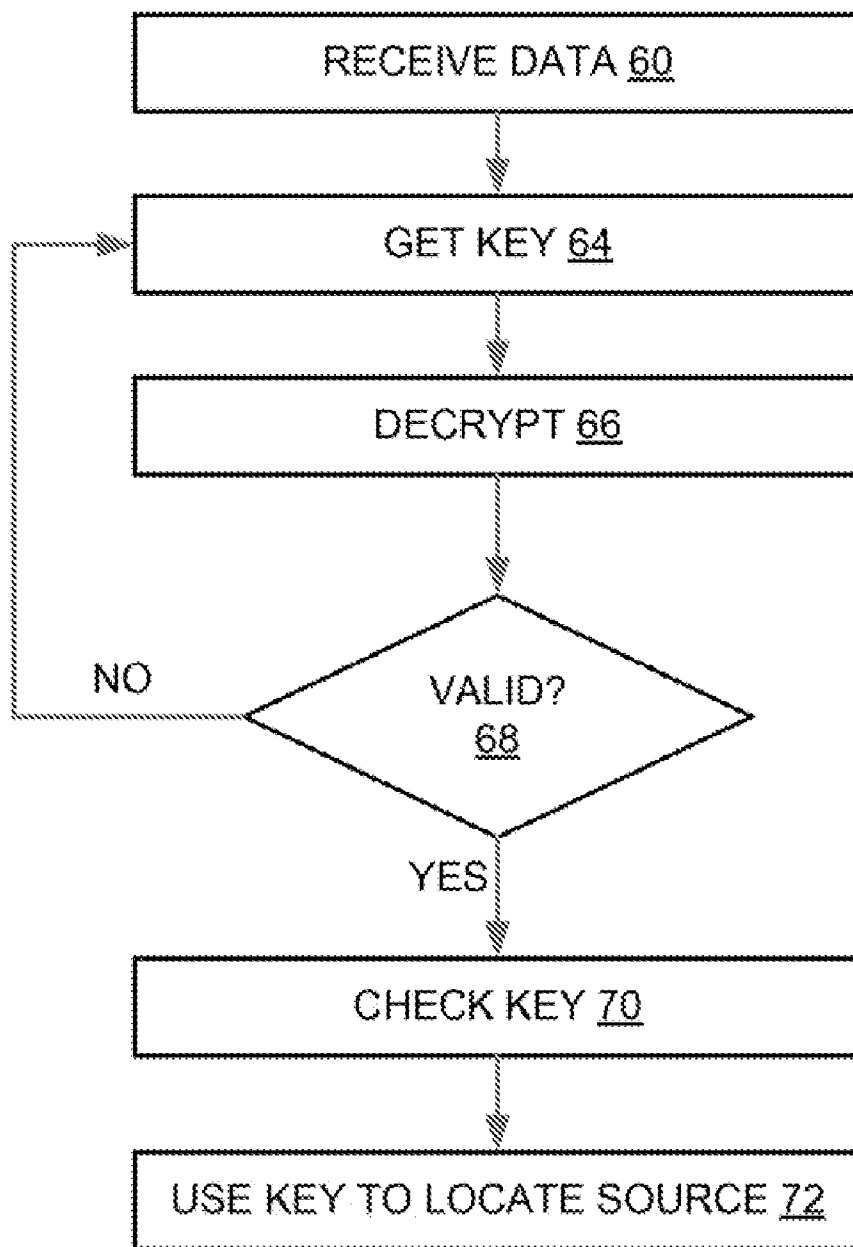 RECEIVE DATA 60
GET KEY 64
DECRYPT 66
NO
VALID?
68
YES
CHECK KEY 70
USE KEY TO LOCATE SOURCE 72